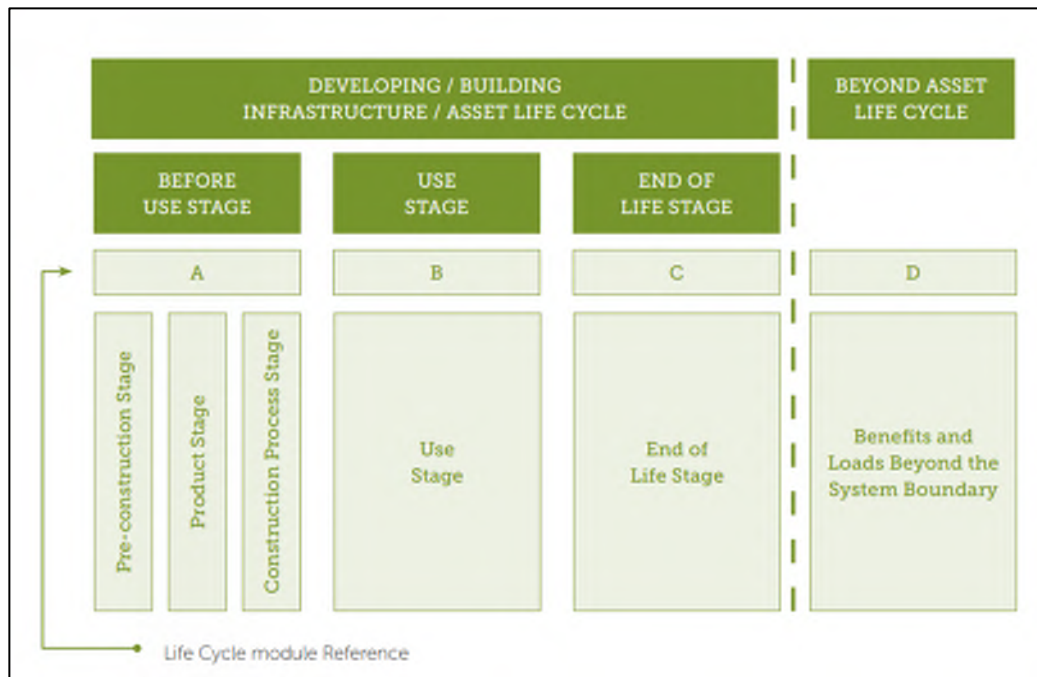 DEVELOPING / BUILDING
INFRASTRUCTURE / ASSET LIFE CYCLE
BEYOND ASSET
LIFE CYCLE
BEFORE
USE STAGE
USE
STAGE
END OF
LIFE STAGE
A
B
C
D
Pre-construction Stage
Product Stage
Construction Process Stage
Use
Stage
End of
Life Stage
Benefits and
Loads Beyond the
System Boundary
Life Cycle module Reference